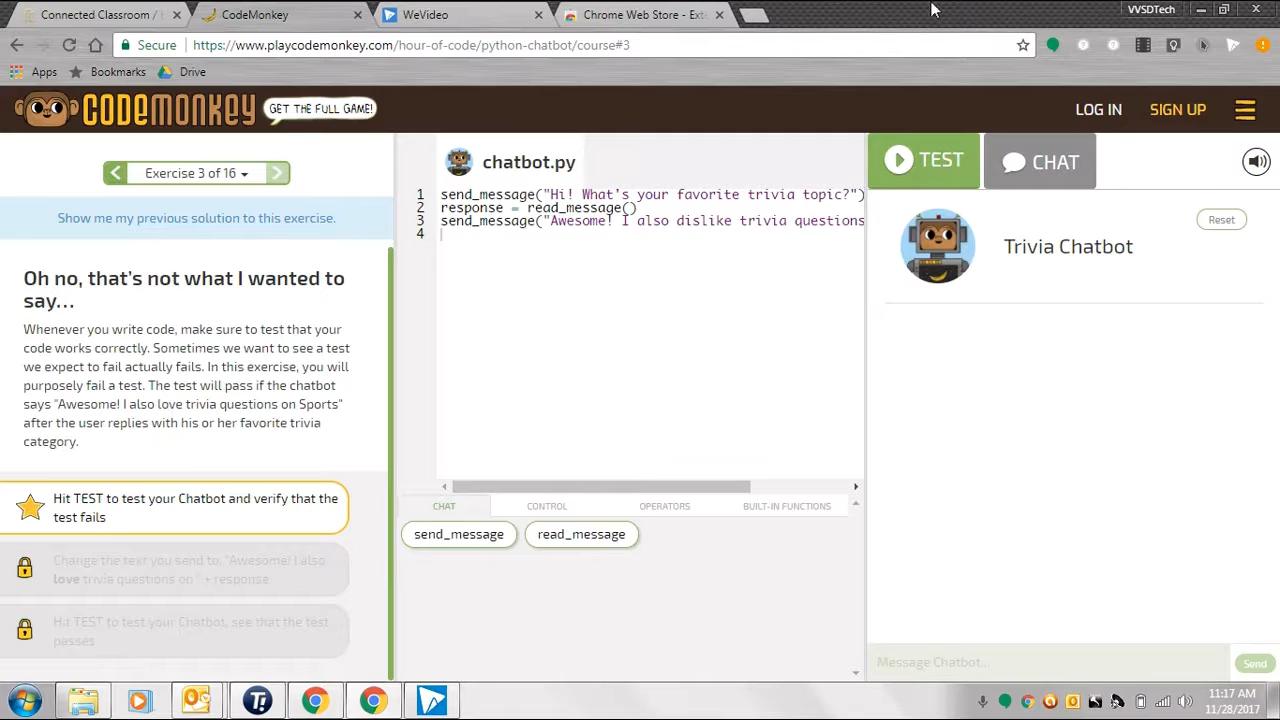 Connected Classroom /
CodeMonkey
WeVideo
Chrome Web Store - Ext
VVSDTech
Secure
https://www.playcodemonkey.com/hour-of-code/python-chatbot/course#3
Apps
Bookmarks
Drive
CODEMONKEY
GET THE FULL GAME!
LOG IN
SIGN UP
Exercise 3 of 16
Show me my previous solution to this exercise.
Oh no, that's not what I wanted to
say...
Whenever you write code, make sure to test that your
code works correctly. Sometimes we want to see a test
we expect to fail actually fails. In this exercise, you will
purposely fail a test. The test will pass if the chatbot
says "Awesome! I also love trivia questions on Sports"
after the user replies with his or her favorite trivia
category.
Hit TEST to test your Chatbot and verify that the
test fails
Change the text you send to: "Awesome! I also
love trivia questions on " + response
Hit TEST to test your Chatbot, see that the test
passes
chatbot.py
1 send_message("Hi! What's your favorite trivia topic?")
2 response = read_message()
3 send_message("Awesome! I also dislike trivia questions
4
CHAT
CONTROL
OPERATORS
BUILT-IN FUNCTIONS
send_message
read_message
TEST
CHAT
Trivia Chatbot
Reset
Message Chatbot...
Send
11:17 AM
11/28/2017